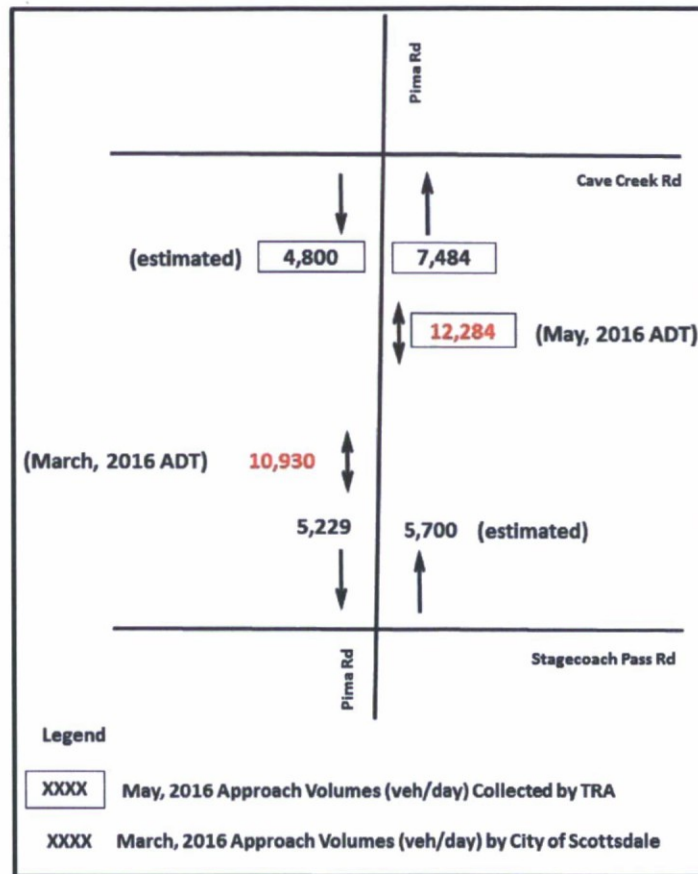 Pima Rd
Cave Creek Rd
(estimated) 4,800 7,484
12,284 (May, 2016 ADT)
(March, 2016 ADT) 10,930
5,229 5,700 (estimated)
Pima Rd
Stagecoach Pass Rd
Legend
XXXX May, 2016 Approach Volumes (veh/day) Collected by TRA
XXXX March, 2016 Approach Volumes (veh/day) by City of Scottsdale